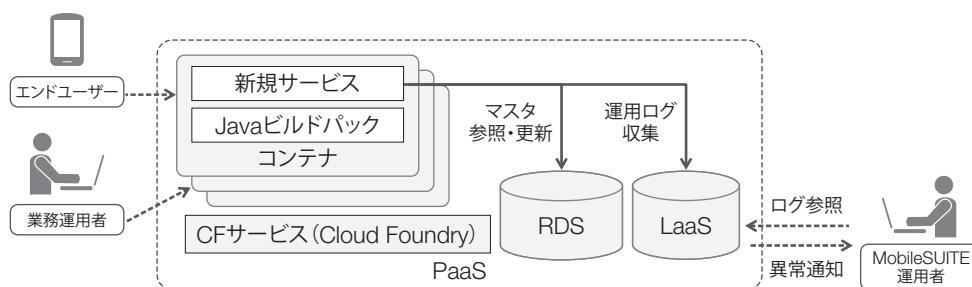 エンドユーザー
業務運用者
新規サービス
Javaビルドパック
コンテナ
CFサービス(Cloud Foundry)
PaaS
マスタ
参照・更新
運用ログ
収集
RDS
LaaS
ログ参照
異常通知
MobileSUITE
運用者